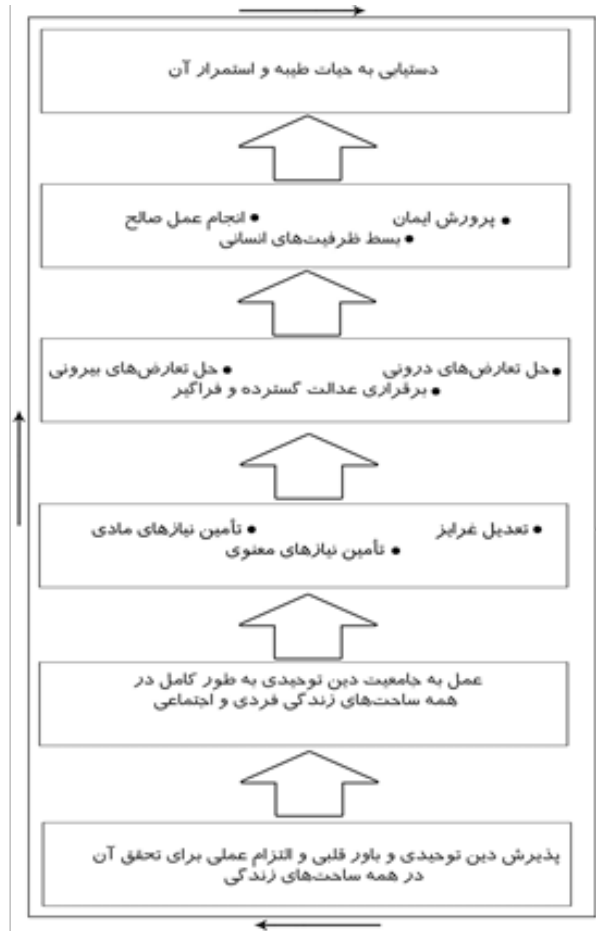 دستیابی به حیات طیبه و استمرار آن
• پرورش ایمان • انجام عمل صالح
• بسط ظرفیت‌های انسانی
• حل تعارض‌های درونی • حل تعارض‌های بیرونی
• برقراری عدالت گسترده و فراگیر
• تعدیل غرایز • تأمین نیازهای مادی
• تأمین نیازهای معنوی
عمل به جامعیت دین توحیدی به طور کامل در
همه ساحت‌های زندگی فردی و اجتماعی
پذیرش دین توحیدی و باور قلبی و التزام عملی برای تحقق آن
در همه ساحت‌های زندگی